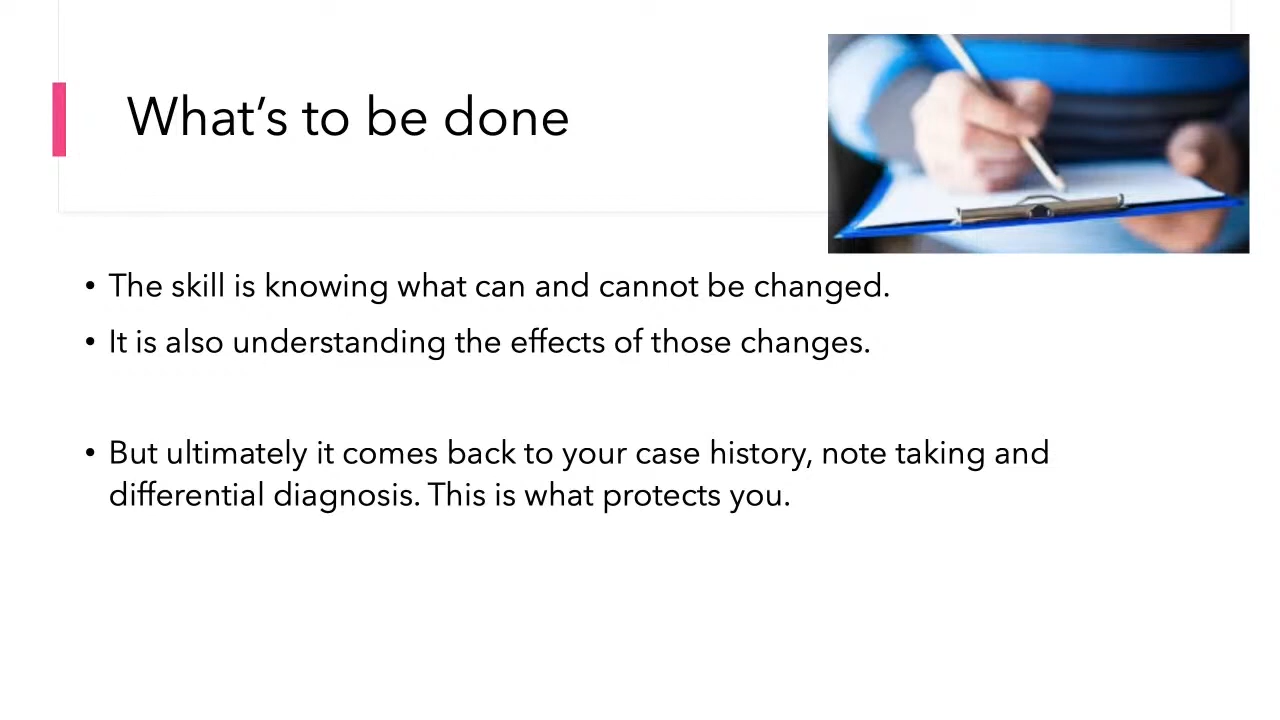 What’s to be done
• The skill is knowing what can and cannot be changed.
• It is also understanding the effects of those changes.
• But ultimately it comes back to your case history, note taking and
differential diagnosis. This is what protects you.